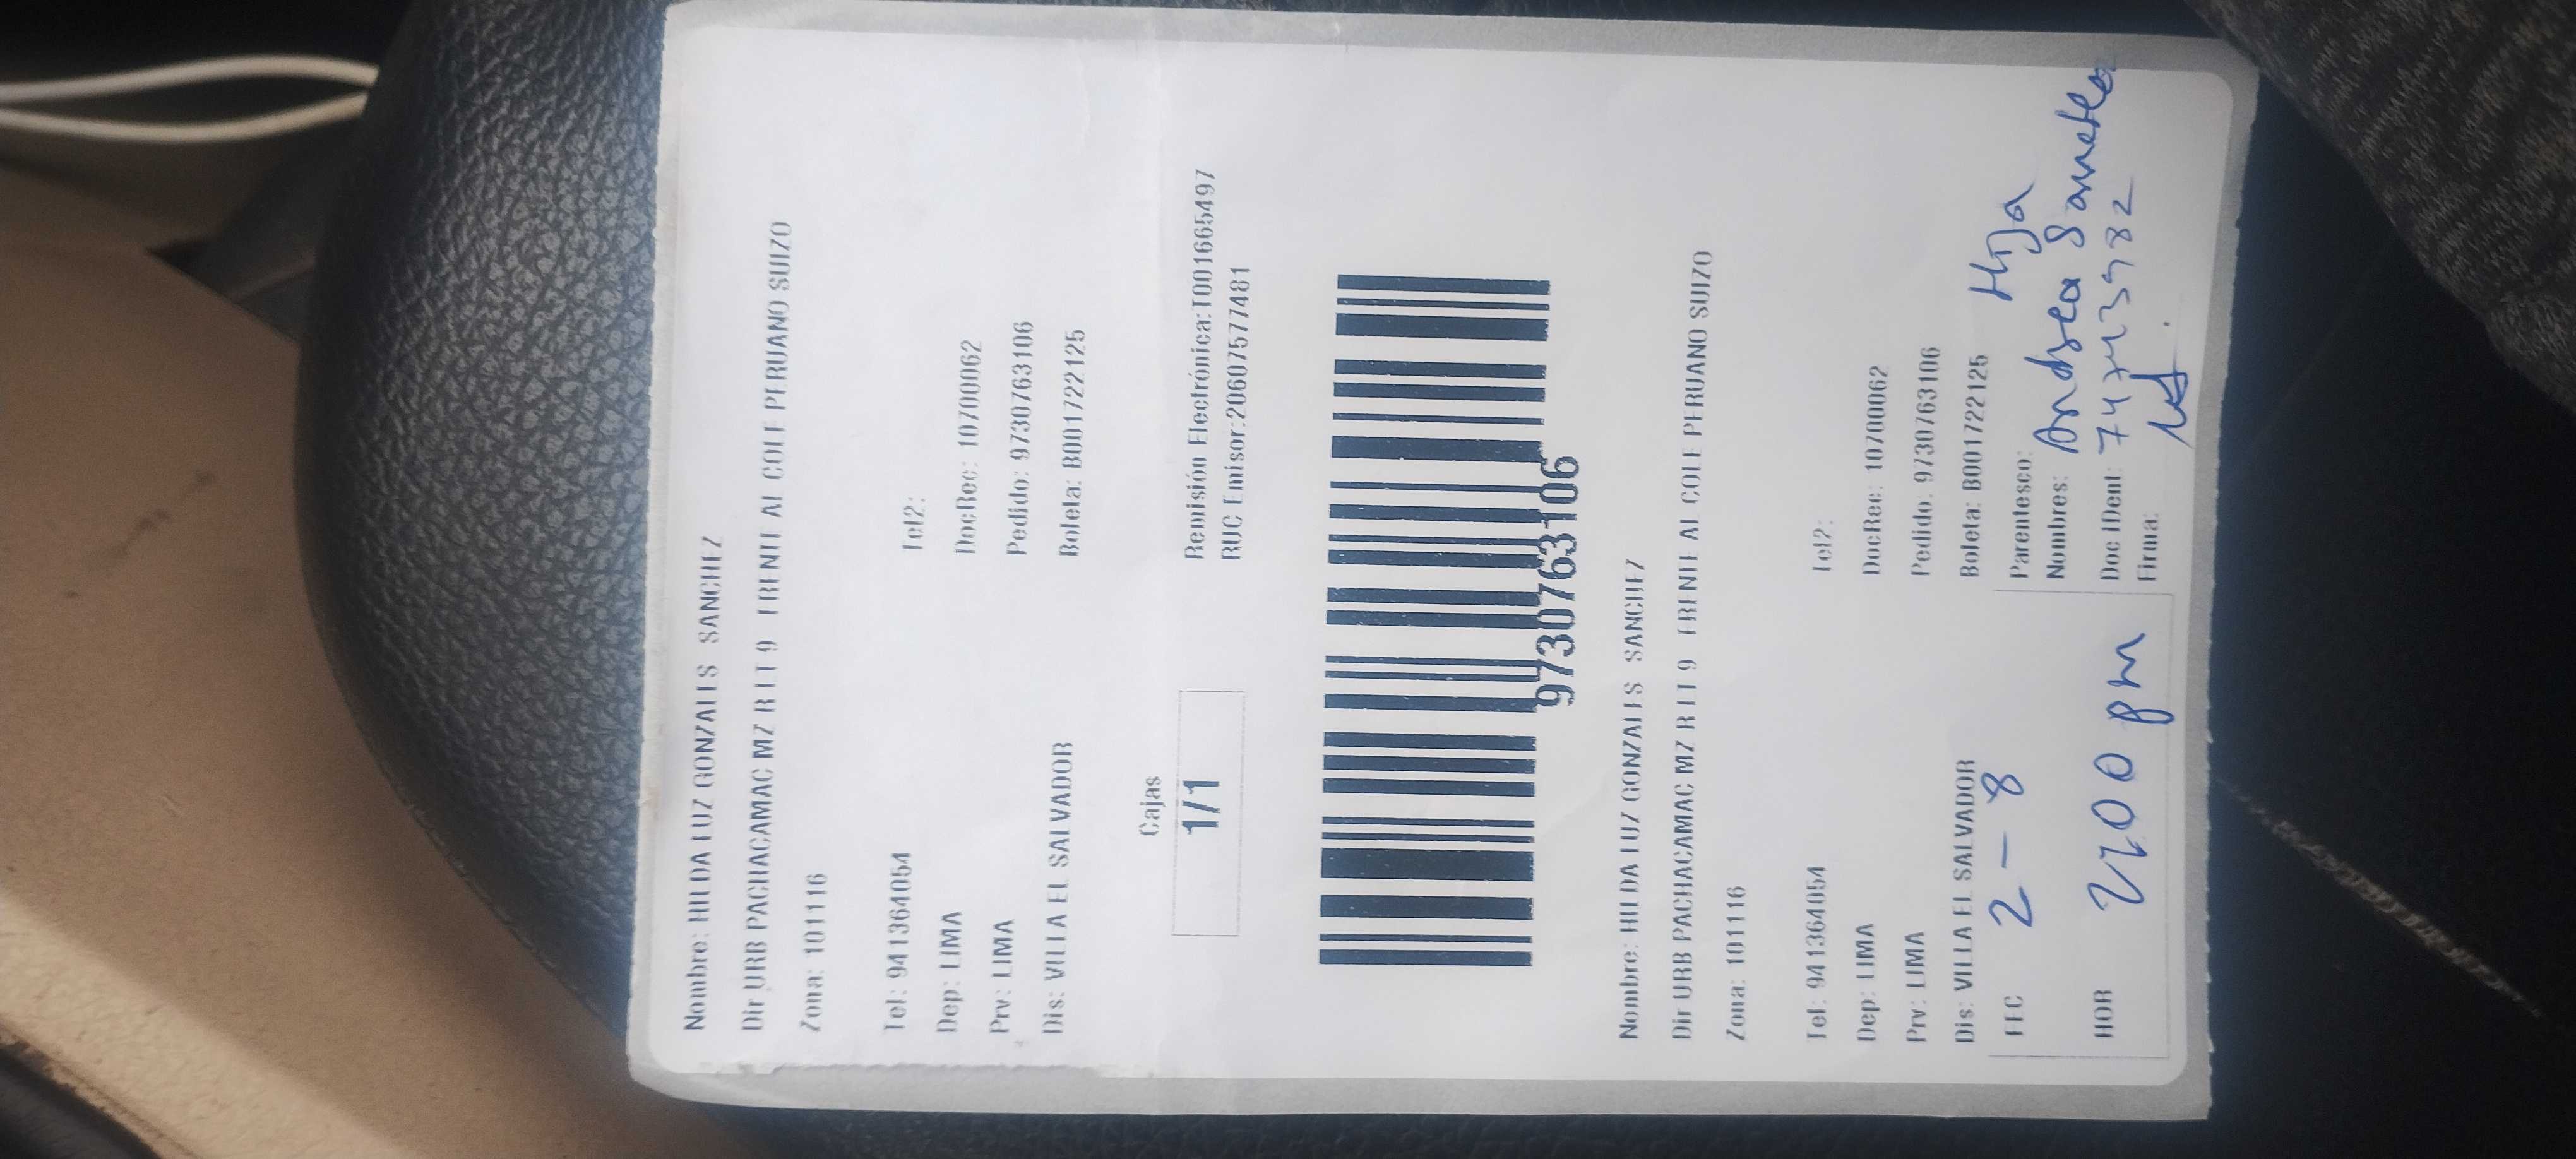 Nombre: HILDA LUZ GONZALES SANCHEZ
Dir URB PACHACAMAC MZ B LT 9 FRENTE AL COLE PERUANO SUIZO
Zona: 101116
Tel: 941364054 Tel2:
Dep: LIMA DocRec: 10700062
Prv: LIMA Pedido: 9730763106
Dis: VILLA EL SALVADOR Boleta: B001722125
Cajas
1/1
Remisión Electrónica:T001665497
RUC Emisor:20607577481
9730763106
Nombre: HILDA LUZ GONZALES SANCHEZ
Dir URB PACHACAMAC MZ B LT 9 FRENTE AL COLE PERUANO SUIZO
Zona: 101116
Tel: 941364054 Tel2:
Dep: LIMA DocRec: 10700062
Prv: LIMA Pedido: 9730763106
Dis: VILLA EL SALVADOR Boleta: B001722125
FEC 2-8
HOR 2:00 pm
Parentesco: Hija
Nombres: Andrea
Doc IDent:
Firma: